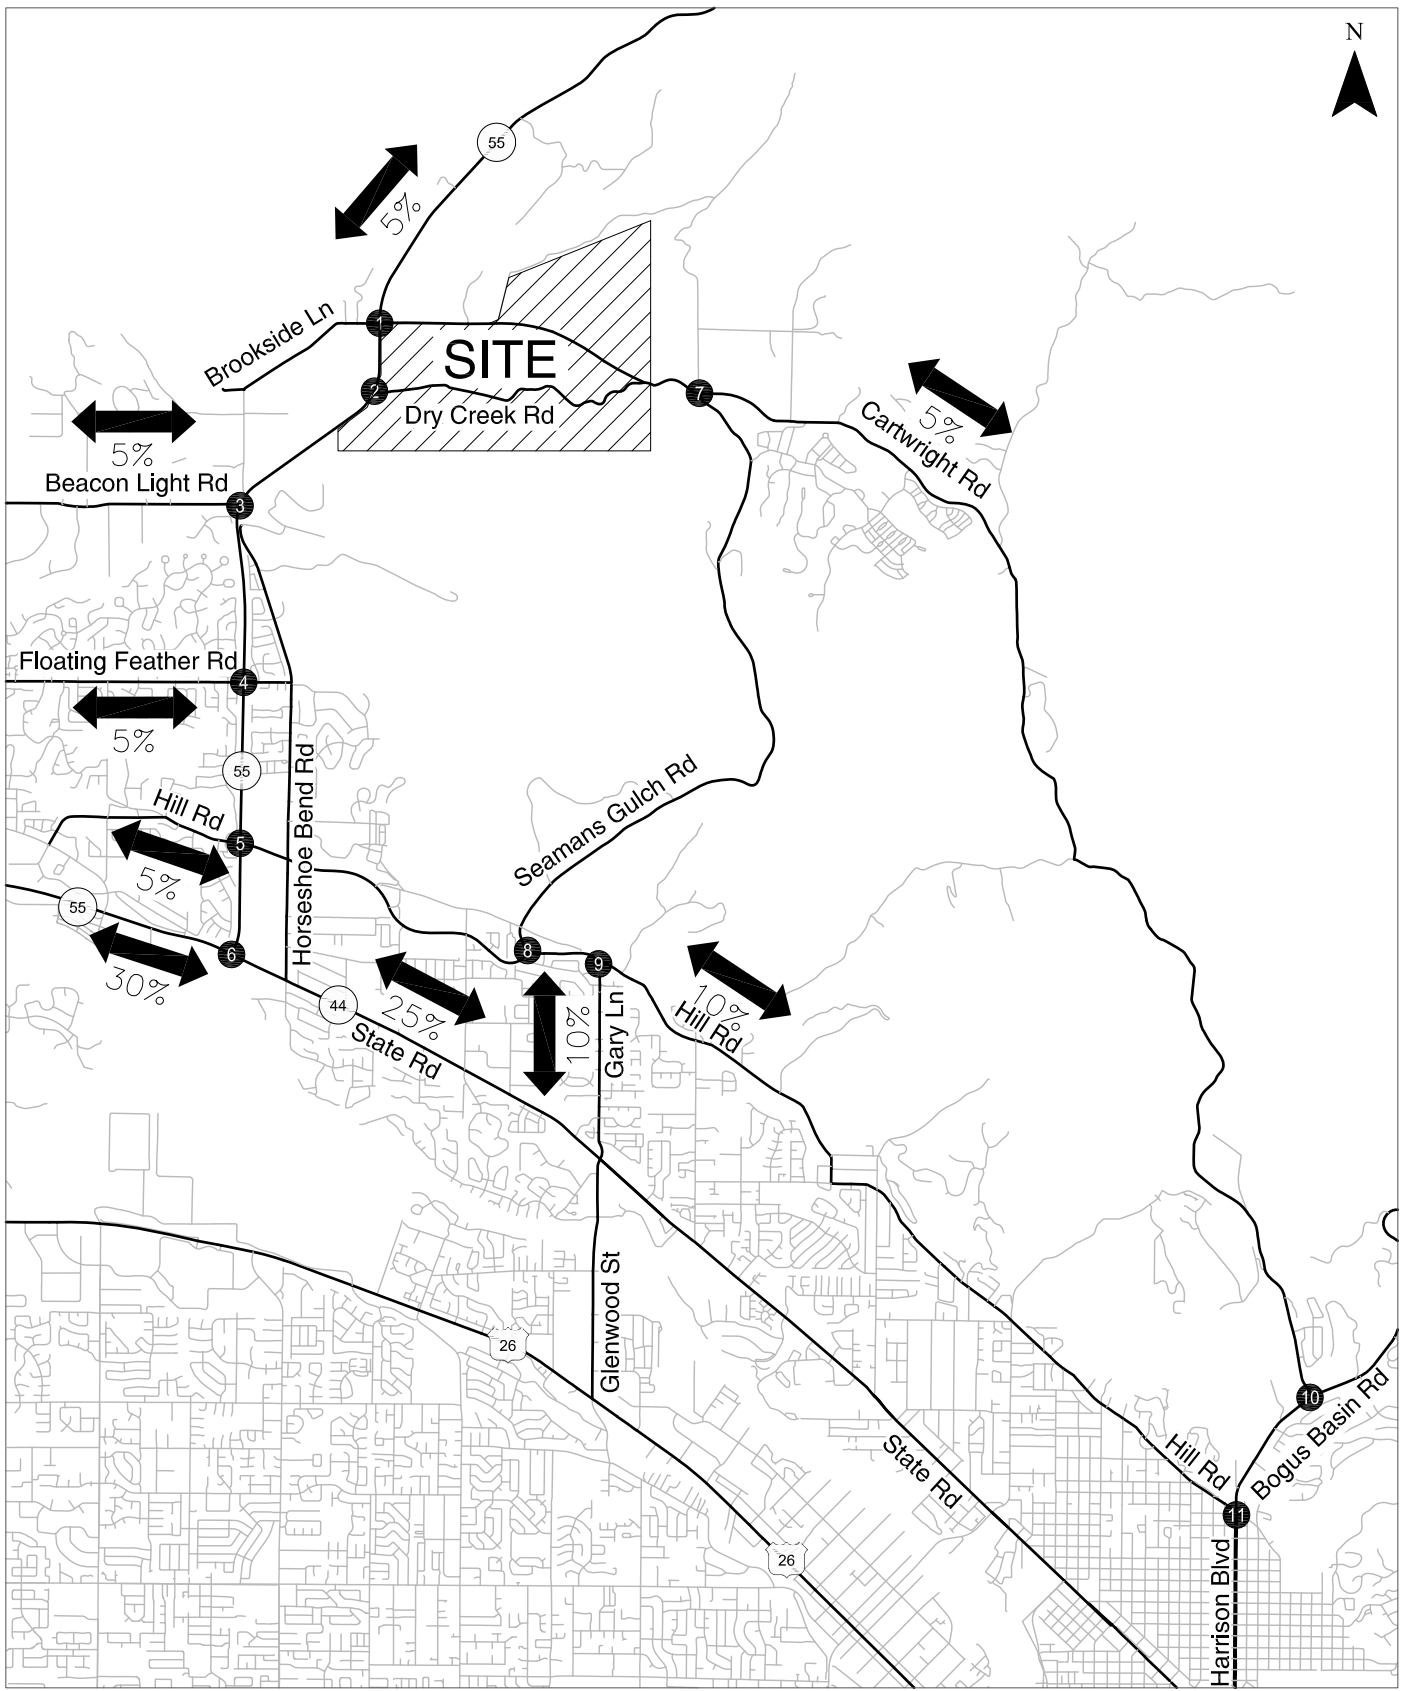 N
55
5%
Brookside Ln
1
SITE
2
Dry Creek Rd
7
5%
Cartwright Rd
5%
Beacon Light Rd
3
Floating Feather Rd
4
5%
55
Horseshoe Bend Rd
Hill Rd
5
5%
Seamans Gulch Rd
55
6
30%
8
9
44
25%
State Rd
10%
Gary Ln
10%
Hill Rd
Glenwood St
26
10
Bogus Basin Rd
State Rd
Hill Rd
11
26
Harrison Blvd